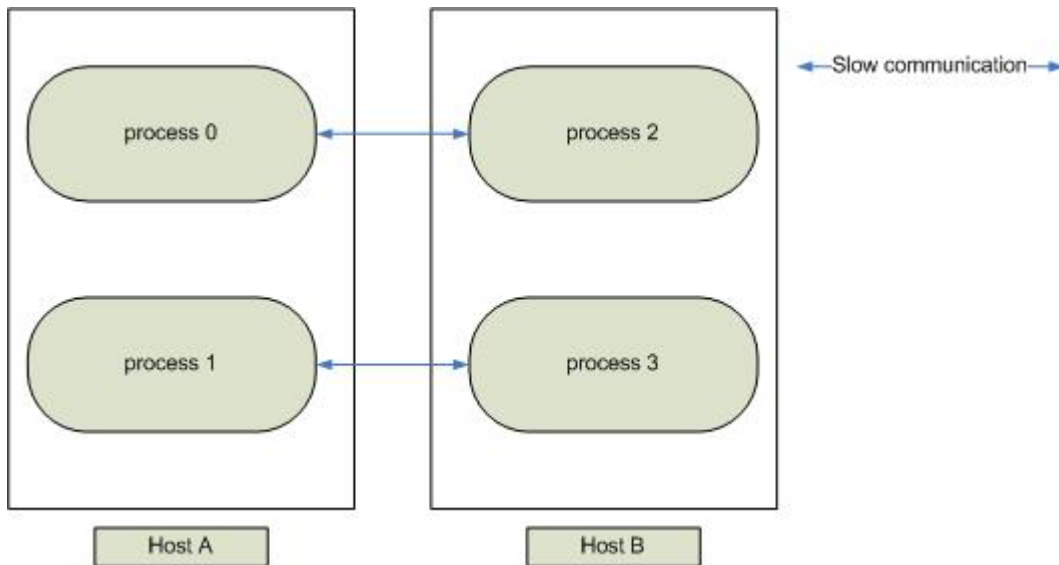 process 0
process 2
Slow communication
process 1
process 3
Host A
Host B